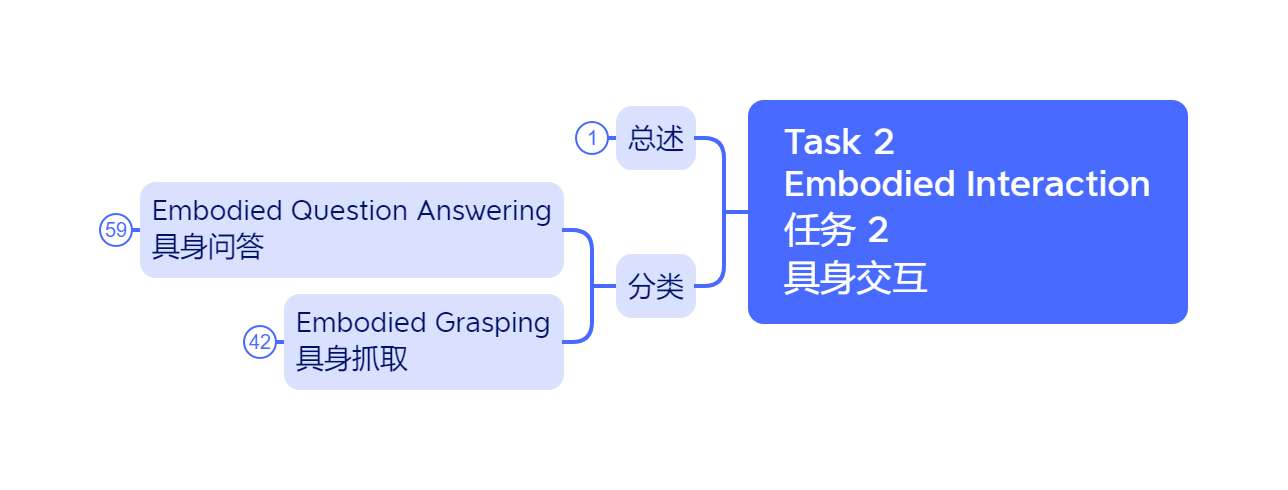 Task 2
Embodied Interaction
任务 2
具身交互
总述
1
分类
Embodied Question Answering
具身问答
59
Embodied Grasping
具身抓取
42